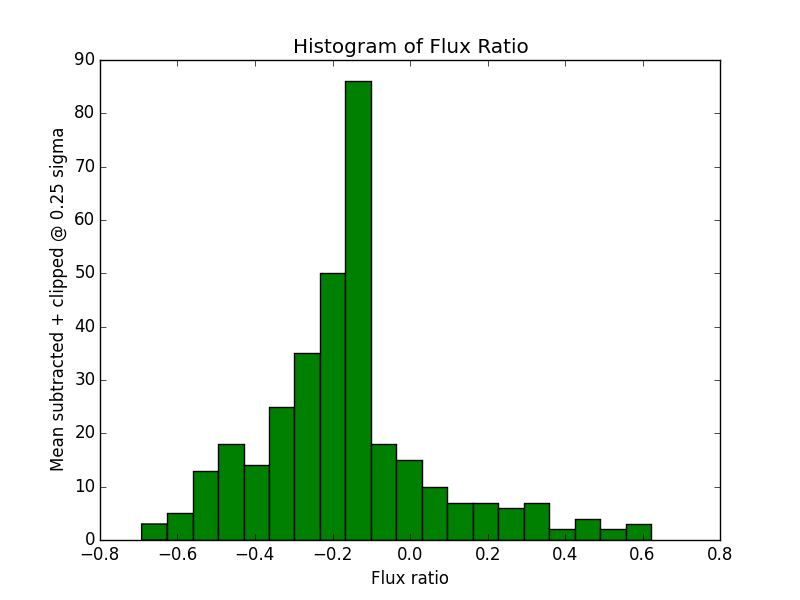 Histogram of Flux Ratio
Mean subtracted + clipped @ 0.25 sigma
90
80
70
60
50
40
30
20
10
0
−0.8 −0.6 −0.4 −0.2 0.0 0.2 0.4 0.6 0.8
Flux ratio